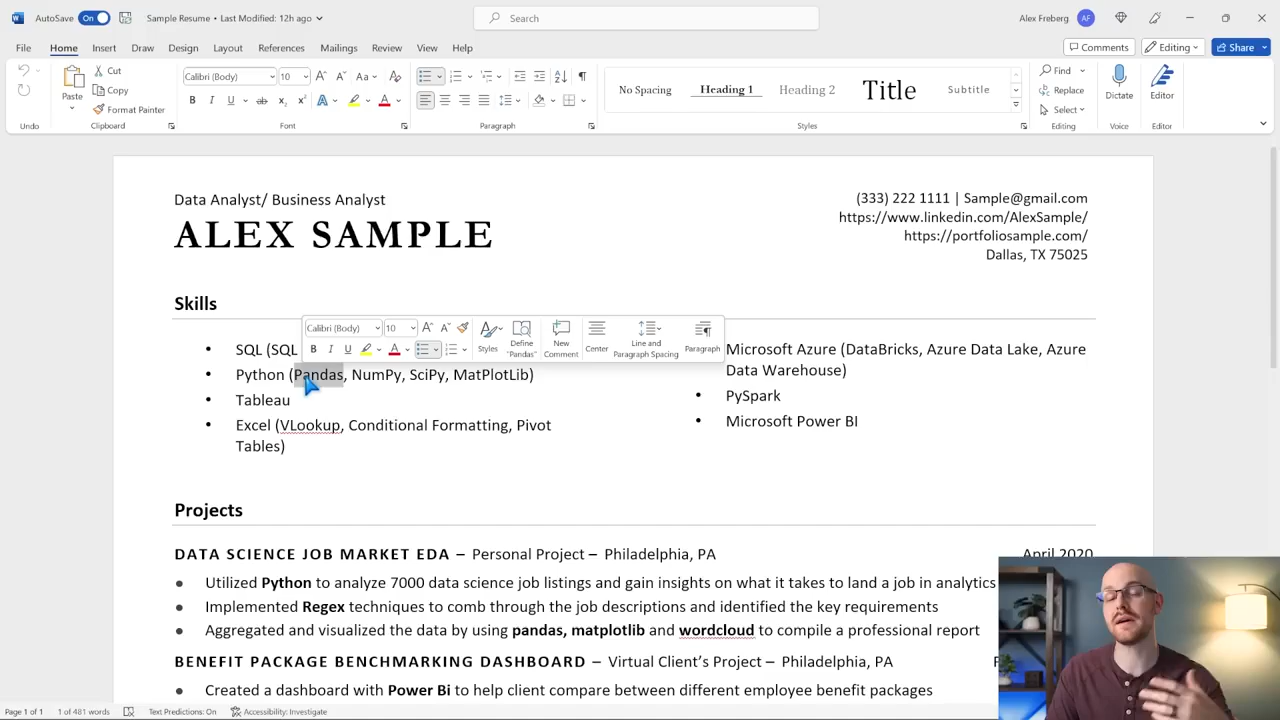 AutoSave On Sample Resume • Last Modified: 12h ago Search Alex Freberg AF
File Home Insert Draw Design Layout References Mailings Review View Help Comments Editing Share
Paste Cut Copy Format Painter
Calibri (Body) 10
No Spacing Heading 1 Heading 2 Title Subtitle
Find Replace Select
Dictate Editor
Undo Clipboard Font Paragraph Styles Editing Voice Editor
Data Analyst/ Business Analyst
ALEX SAMPLE
(333) 222 1111 | Sample@gmail.com
https://www.linkedin.com/AlexSample/
https://portfoliosample.com/
Dallas, TX 75025
Skills
Calibri (Body) 10
Styles Define "Pandas" New Comment Center Line and Paragraph Spacing Paragraph
• SQL (SQL
• Python (Pandas, NumPy, SciPy, MatPlotLib)
• Tableau
• Excel (VLookup, Conditional Formatting, Pivot
Tables)
Microsoft Azure (DataBricks, Azure Data Lake, Azure
Data Warehouse)
• PySpark
• Microsoft Power BI
Projects
DATA SCIENCE JOB MARKET EDA – Personal Project – Philadelphia, PA April 2020
• Utilized Python to analyze 7000 data science job listings and gain insights on what it takes to land a job in analytics
• Implemented Regex techniques to comb through the job descriptions and identified the key requirements
• Aggregated and visualized the data by using pandas, matplotlib and wordcloud to compile a professional report
BENEFIT PACKAGE BENCHMARKING DASHBOARD – Virtual Client's Project – Philadelphia, PA
• Created a dashboard with Power Bi to help client compare between different employee benefit packages
Page 1 of 1 1 of 481 words Text Predictions: On Accessibility: Investigate